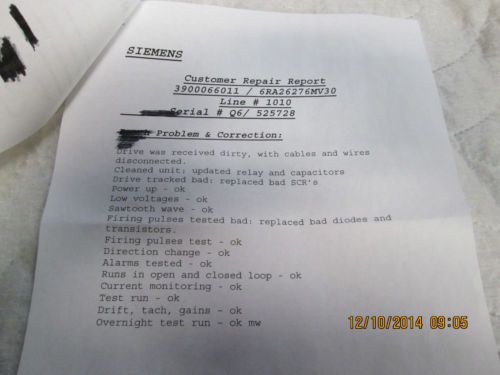 SIEMENS
Customer Repair Report
3900066011 / 6RA26276MV30
Line # 1010
Serial # Q6/ 525728
Problem & Correction:
Drive was received dirty, with cables and wires
disconnected.
Cleaned unit; updated relay and capacitors
Drive tracked bad: replaced bad SCR's
Power up - ok
Low voltages - ok
Sawtooth wave - ok
Firing pulses tested bad: replaced bad diodes and
transistors.
Firing pulses test - ok
Direction change - ok
Alarms tested - ok
Runs in open and closed loop - ok
Current monitoring - ok
Test run - ok
Drift, tach, gains - ok
Overnight test run - ok mw
12/10/2014 09:05